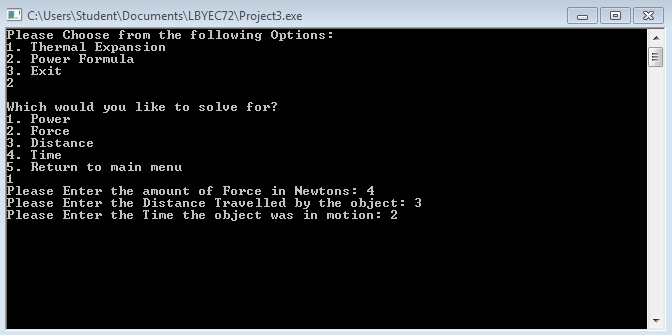 C:\Users\Student\Documents\LBYEC72\Project3.exe
Please Choose from the following Options:
1. Thermal Expansion
2. Power Formula
3. Exit
2
Which would you like to solve for?
1. Power
2. Force
3. Distance
4. Time
5. Return to main menu
1
Please Enter the amount of Force in Newtons: 4
Please Enter the Distance Travelled by the object: 3
Please Enter the Time the object was in motion: 2